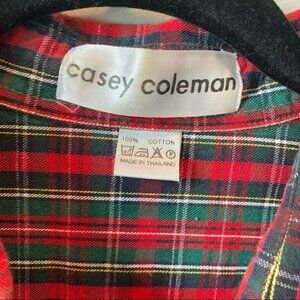 casey coleman
100% COTTON
MADE IN THAILAND